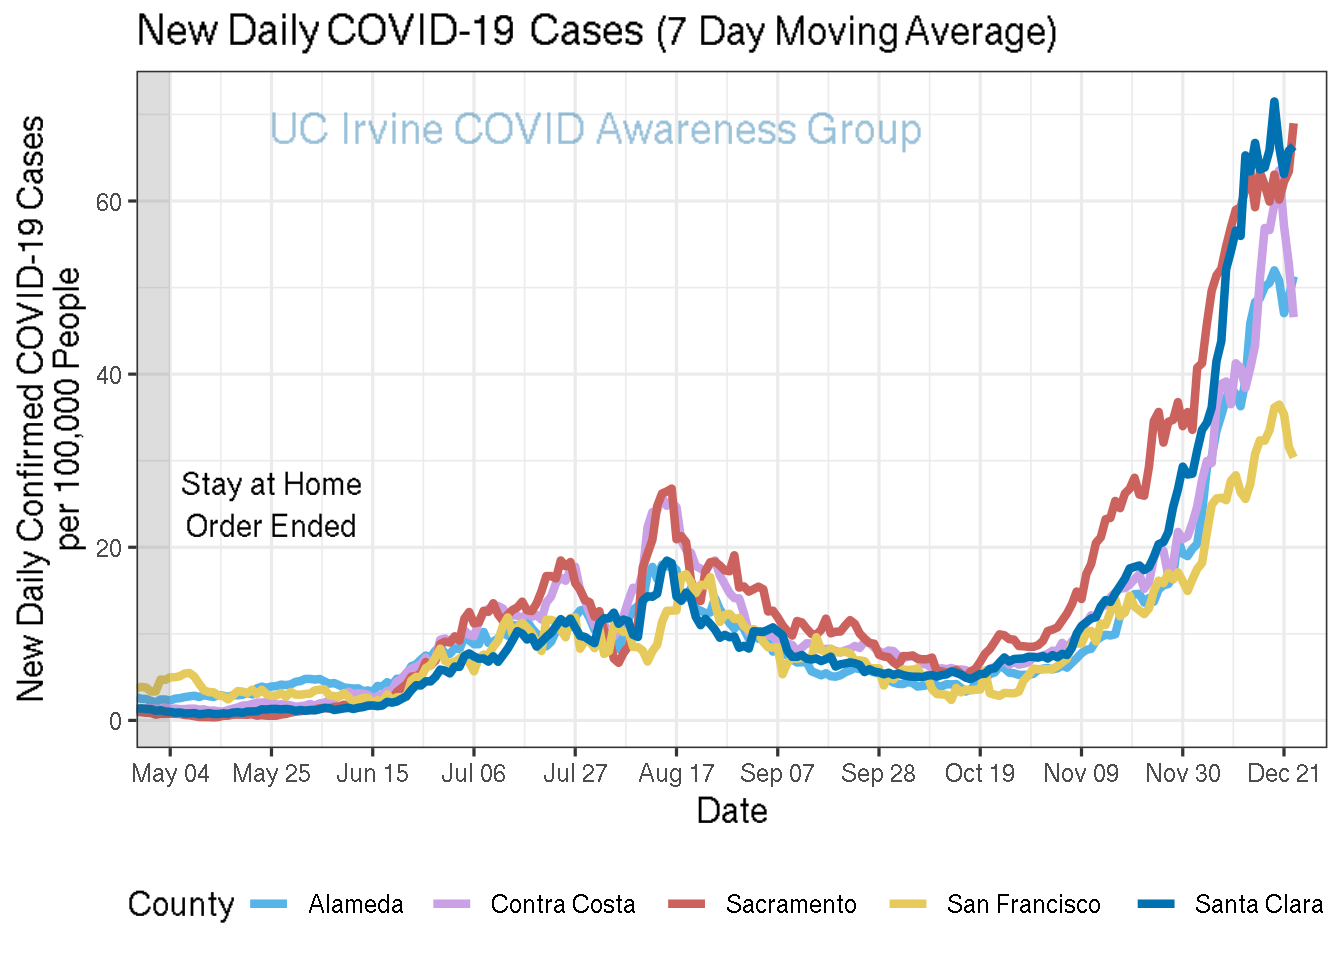 New Daily COVID-19 Cases (7 Day Moving Average)
UC Irvine COVID Awareness Group
New Daily Confirmed COVID-19 Cases
per 100,000 People
60
40
20
0
Stay at Home
Order Ended
May 04 May 25 Jun 15 Jul 06 Jul 27 Aug 17 Sep 07 Sep 28 Oct 19 Nov 09 Nov 30 Dec 21
Date
County Alameda Contra Costa Sacramento San Francisco Santa Clara